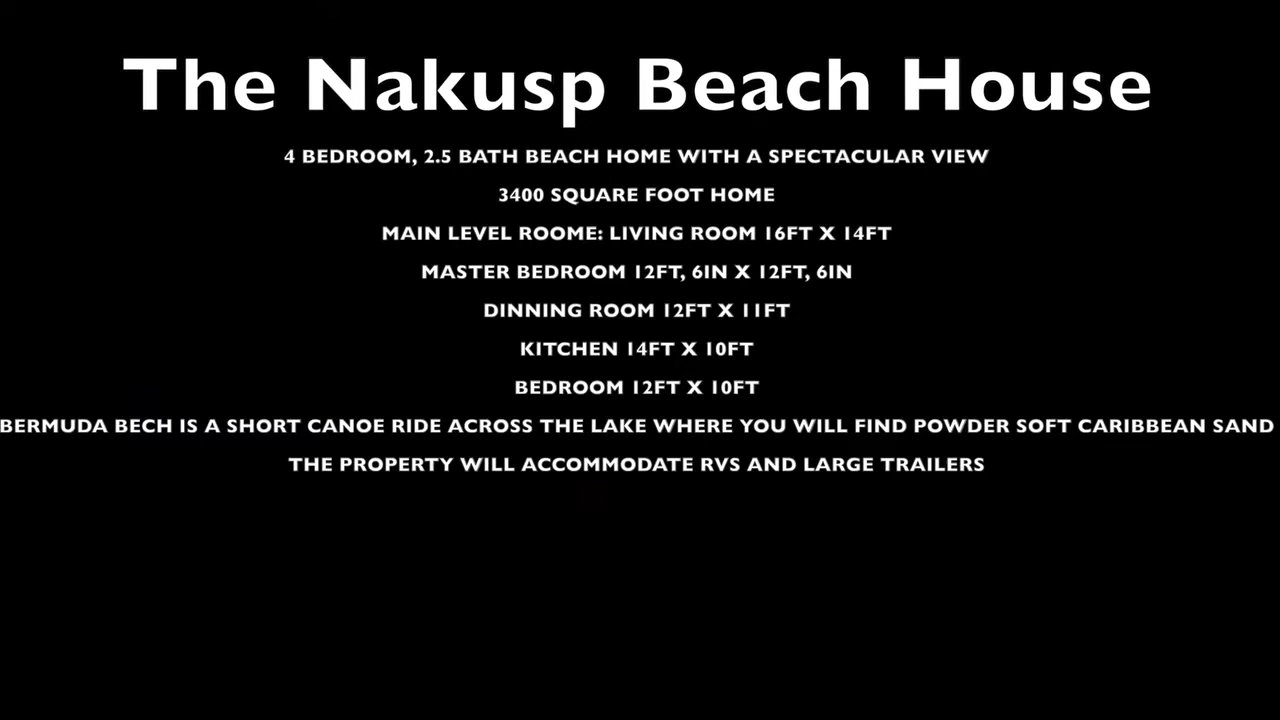 The Nakusp Beach House
4 BEDROOM, 2.5 BATH BEACH HOME WITH A SPECTACULAR VIEW
3400 SQUARE FOOT HOME
MAIN LEVEL ROOME: LIVING ROOM 16FT X 14FT
MASTER BEDROOM 12FT, 6IN X 12FT, 6IN
DINNING ROOM 12FT X 11FT
KITCHEN 14FT X 10FT
BEDROOM 12FT X 10FT
BERMUDA BECH IS A SHORT CANOE RIDE ACROSS THE LAKE WHERE YOU WILL FIND POWDER SOFT CARIBBEAN SAND
THE PROPERTY WILL ACCOMMODATE RVS AND LARGE TRAILERS